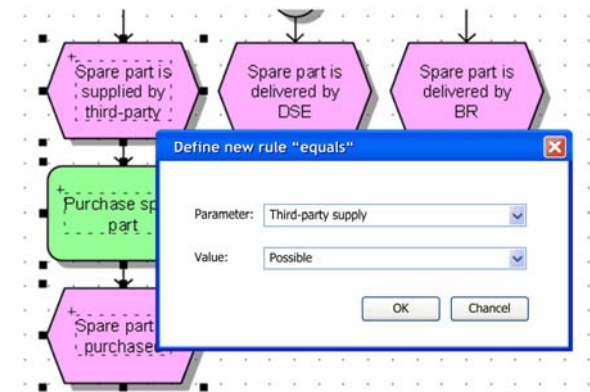 Spare part is
supplied by
third-party
Spare part is
delivered by
DSE
Spare part is
delivered by
BR
Define new rule “equals“
Purchase sp
part
Parameter:
Third-party supply
Value:
Possible
OK
Chancel
Spare part
purchased